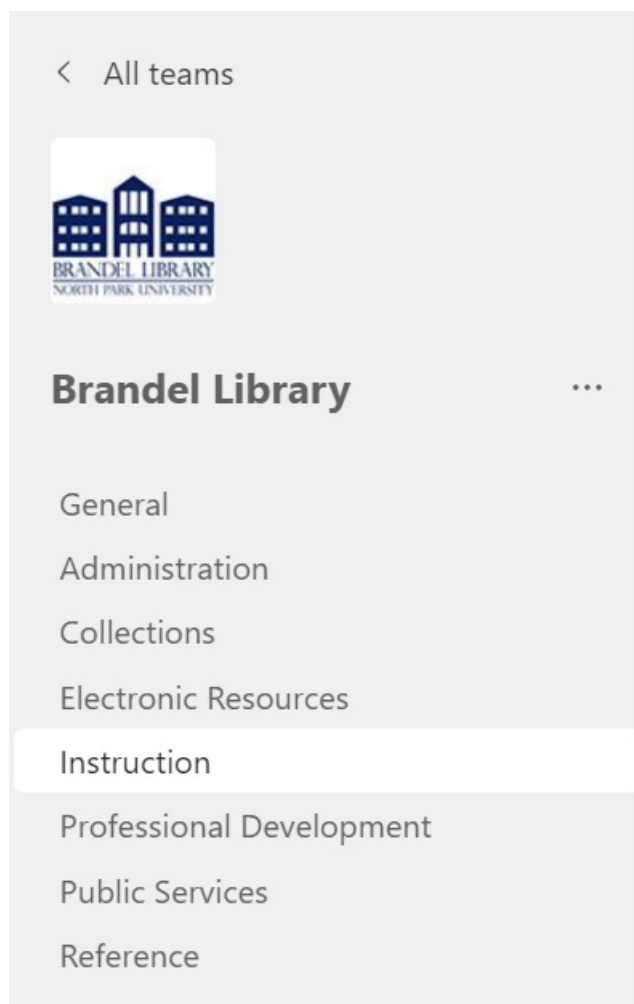 All teams
BRANDEL LIBRARY
NORTH PARK UNIVERSITY
Brandel Library
General
Administration
Collections
Electronic Resources
Instruction
Professional Development
Public Services
Reference